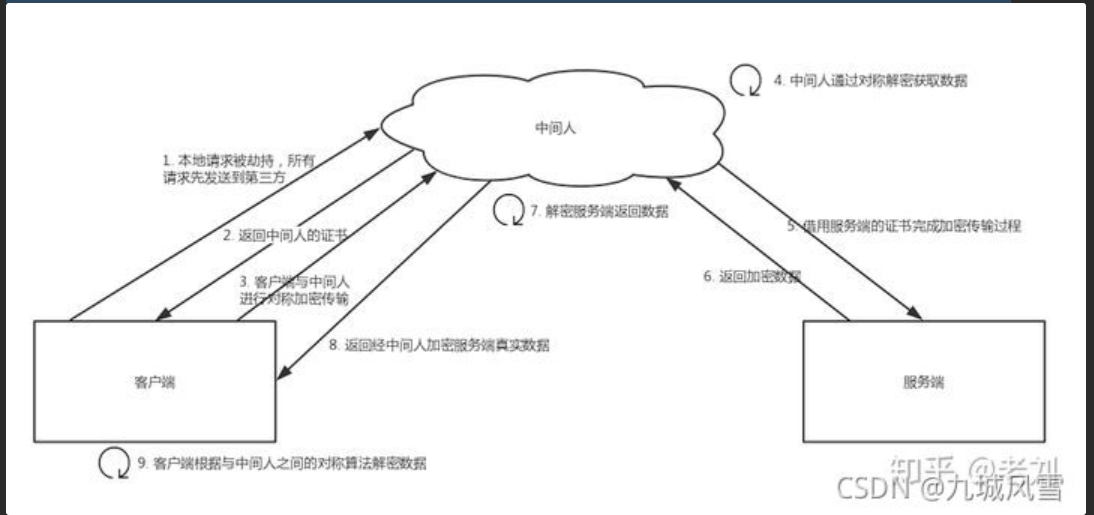 4. 中间人通过对称解密获取数据
中间人
1. 本地请求被劫持，所有
请求先发送到第三方
7. 解密服务端返回数据
5. 借用服务端的证书完成加密传输过程
2. 返回中间人的证书
6. 返回加密数据
3. 客户端与中间人
进行对称加密传输
8. 返回经中间人加密服务端真实数据
客户端
服务端
9. 客户端根据与中间人之间的对称算法解密数据
知乎 @老刘
CSDN @九城风雪